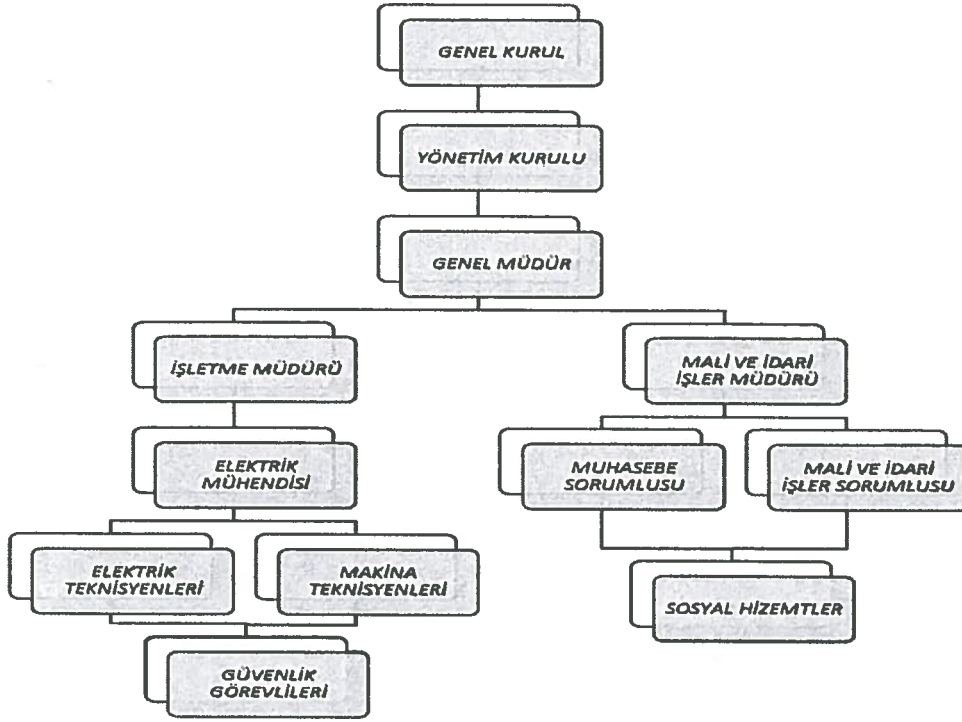 GENEL KURUL
YÖNETİM KURULU
GENEL MÜDÜR
İŞLETME MÜDÜRÜ
MALİ VE İDARİ
İŞLER MÜDÜRÜ
ELEKTRİK
MÜHENDİSİ
MUHASEBE
SORUMLUSU
MALİ VE İDARİ
İŞLER SORUMLUSU
ELEKTRİK
TEKNİSYENLERİ
MAKİNA
TEKNİSYENLERİ
SOSYAL HİZEMTLER
GÜVENLİK
GÖREVLİLERİ